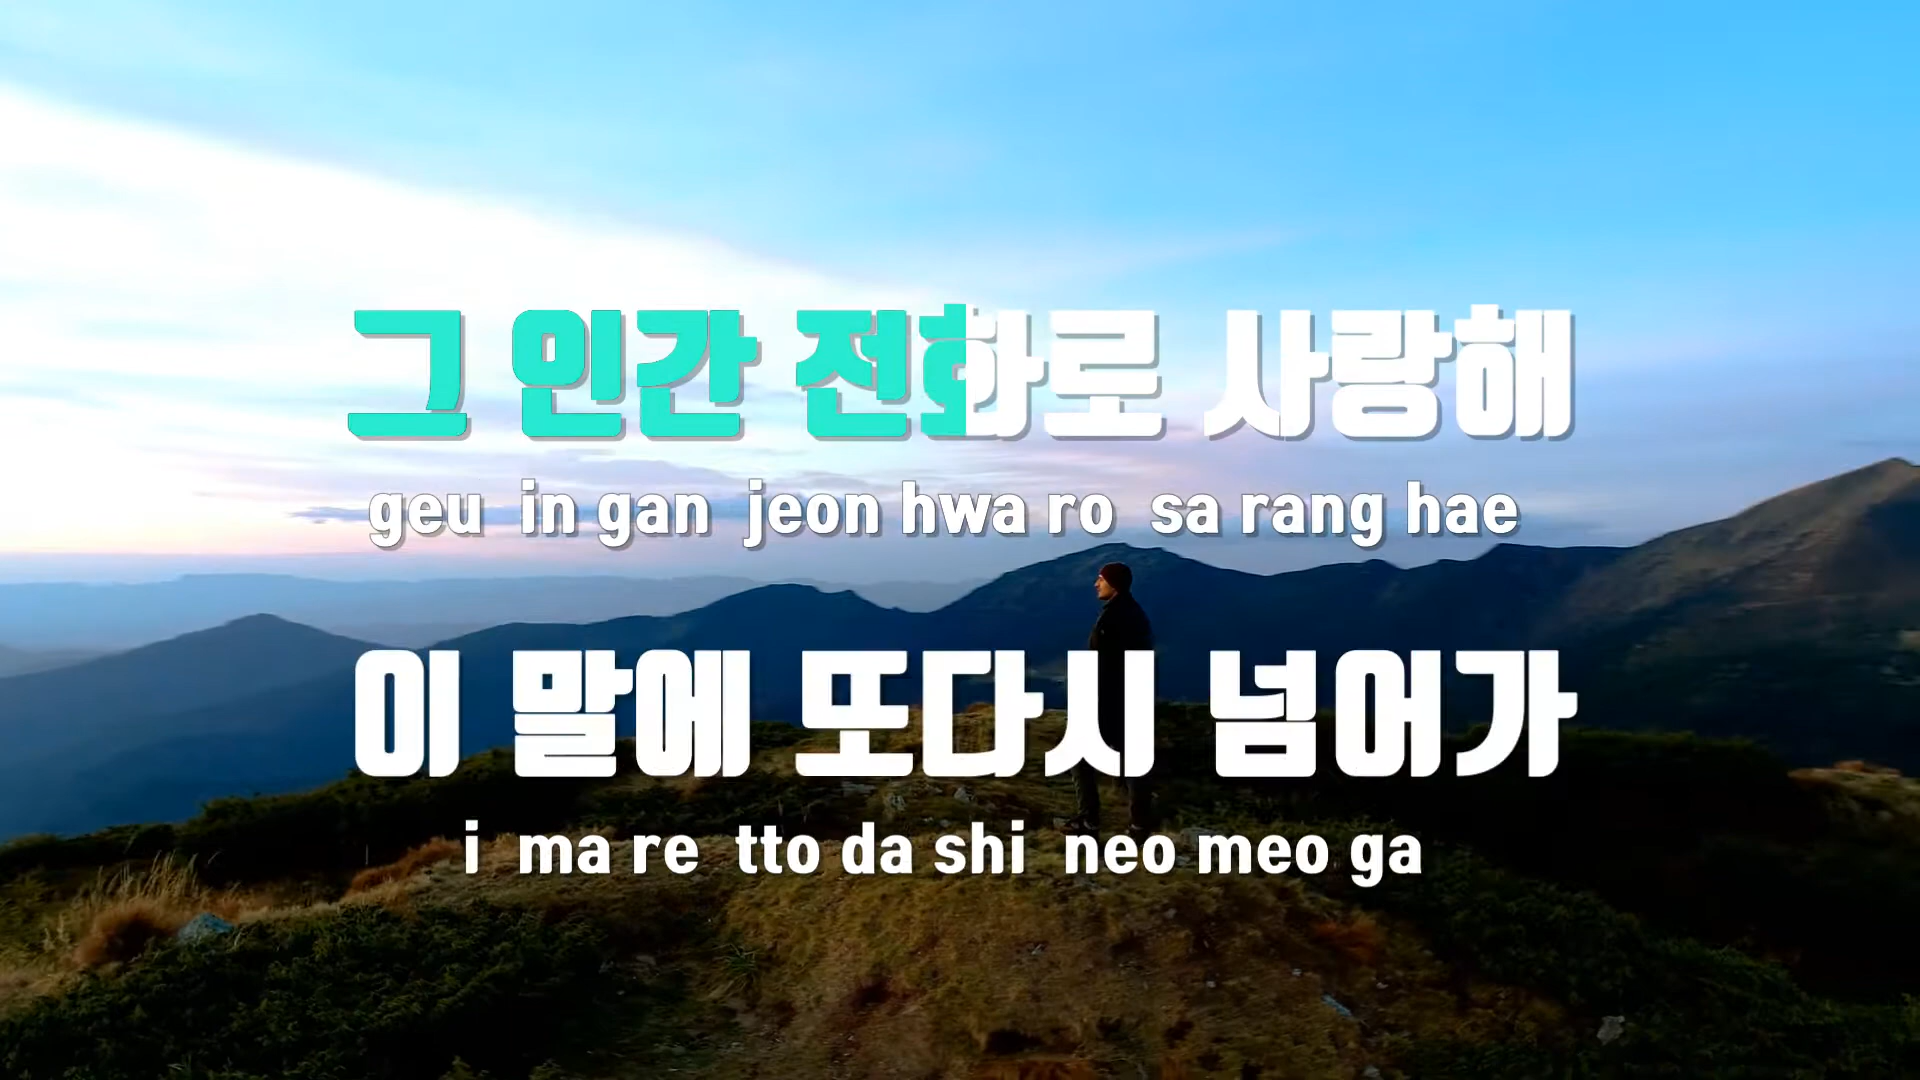 그 인간 전화로 사랑해
geu in gan jeon hwa ro sa rang hae
이 말에 또다시 넘어가
i ma re tto da shi neo meo ga